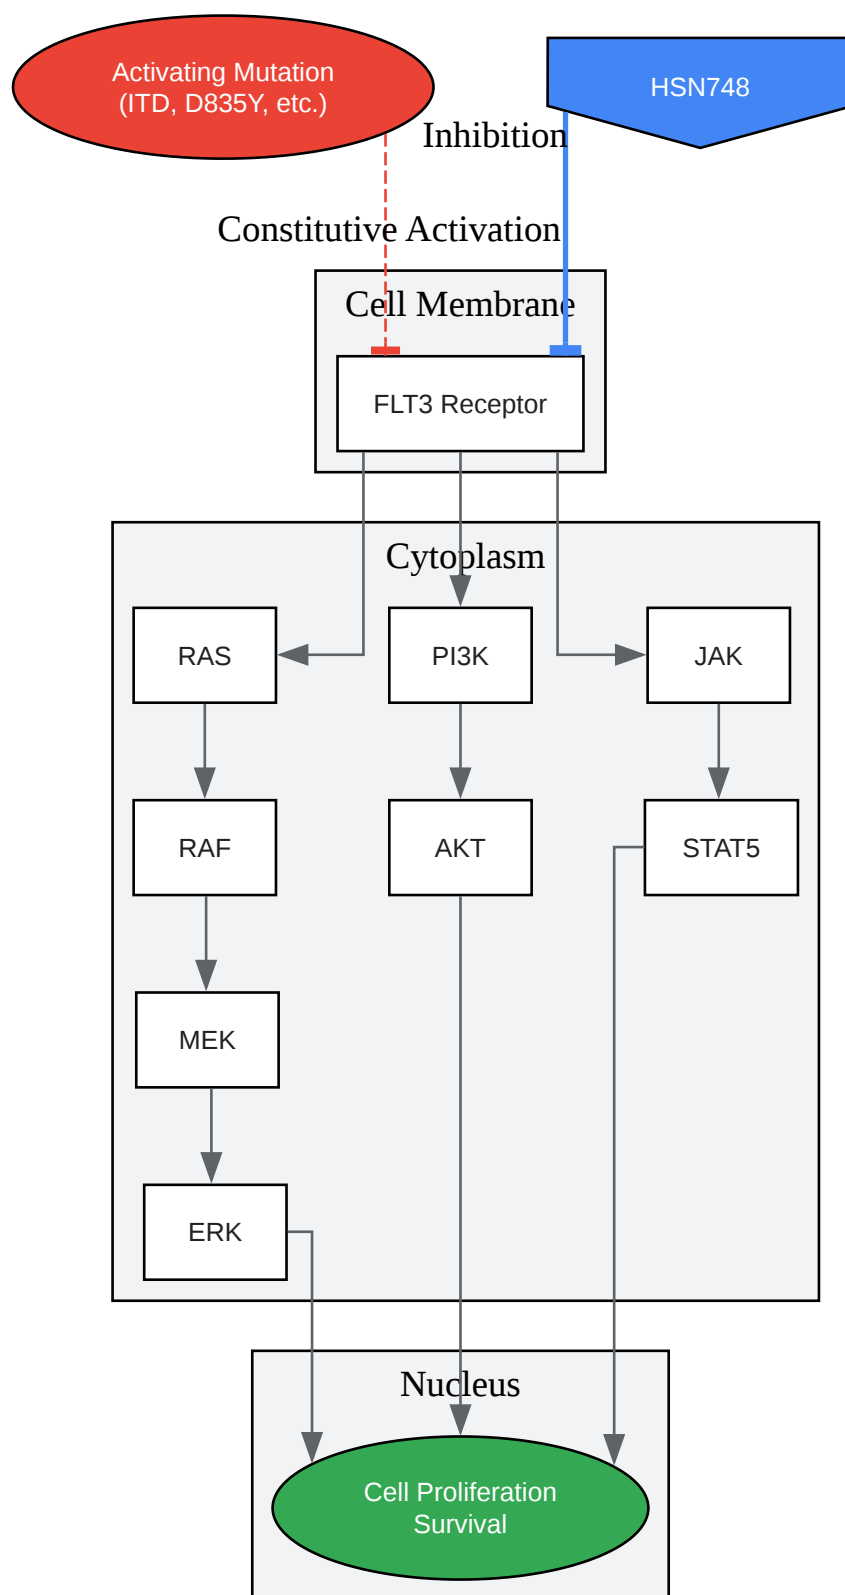 Activating Mutation
(ITD, D835Y, etc.)
HSN748
Inhibition
Constitutive Activation
Cell Membrane
FLT3 Receptor
Cytoplasm
RAS
PI3K
JAK
RAF
AKT
STAT5
MEK
ERK
Nucleus
Cell Proliferation
Survival